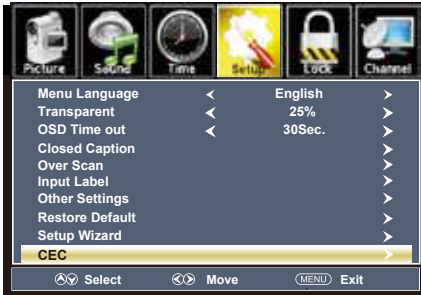 Picture Sound Time Setup Lock Channel
Menu Language English
Transparent 25%
OSD Time out 30Sec.
Closed Caption
Over Scan
Input Label
Other Settings
Restore Default
Setup Wizard
CEC
Select Move MENU Exit